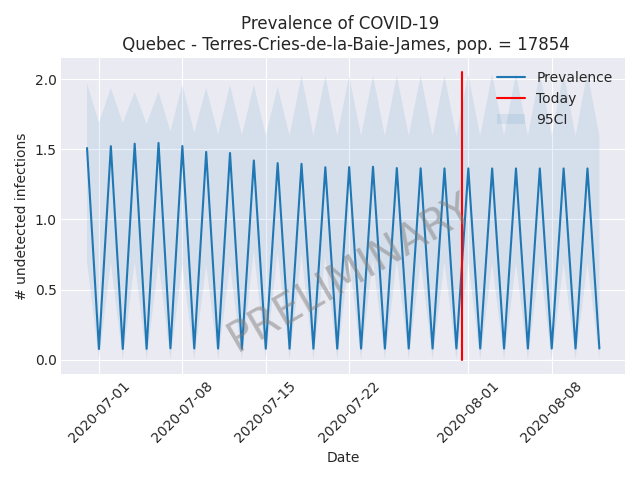 Prevalence of COVID-19
Quebec - Terres-Cries-de-la-Baie-James, pop. = 17854
Prevalence
Today
95CI
# undetected infections
2.0
1.5
1.0
0.5
0.0
PRELIMINARY
2020-07-01
2020-07-08
2020-07-15
2020-07-22
2020-08-01
2020-08-08
Date